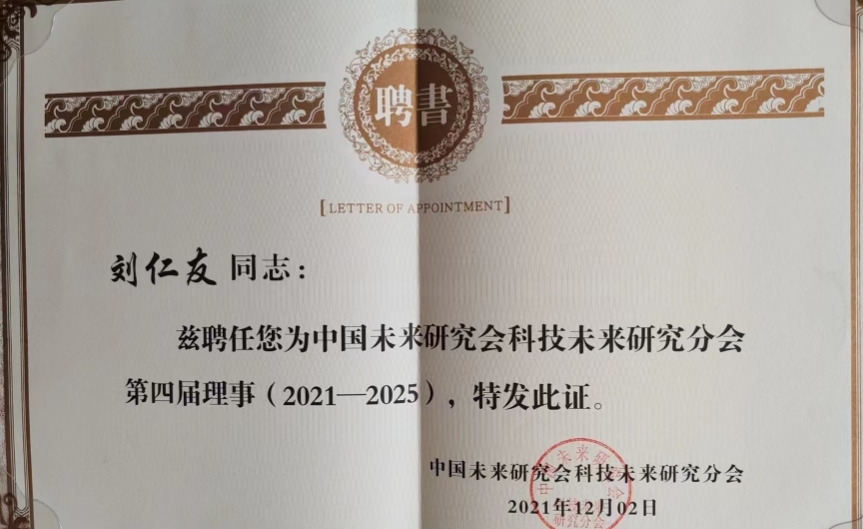 聘書
[LETTER OF APPOINTMENT]
刘仁友 同志：
兹聘任您为中国未来研究会科技未来研究分会
第四届理事（2021—2025），特发此证。
中国未来研究会科技未来研究分会
2021年12月02日